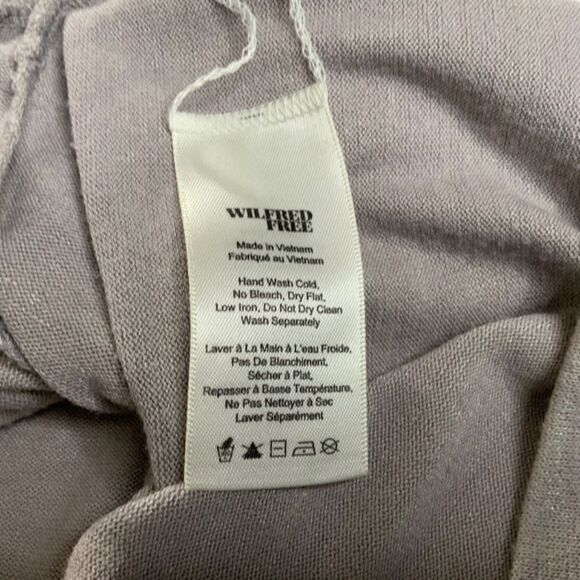 WILFRED
FREE
Made in Vietnam
Fabriqué au Vietnam
Hand Wash Cold,
No Bleach, Dry Flat,
Low Iron, Do Not Dry Clean
Wash Separately
Laver à La Main à L'eau Froide,
Pas De Blanchiment,
Sécher à Plat,
Repasser à Basse Température,
Ne Pas Nettoyer à Sec
Laver Séparément